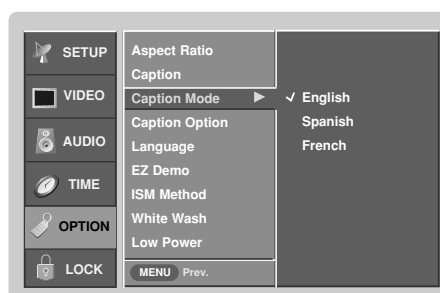 SETUP
VIDEO
AUDIO
TIME
OPTION
LOCK
Aspect Ratio
Caption
Caption Mode
Caption Option
Language
EZ Demo
ISM Method
White Wash
Low Power
MENU Prev.
English
Spanish
French